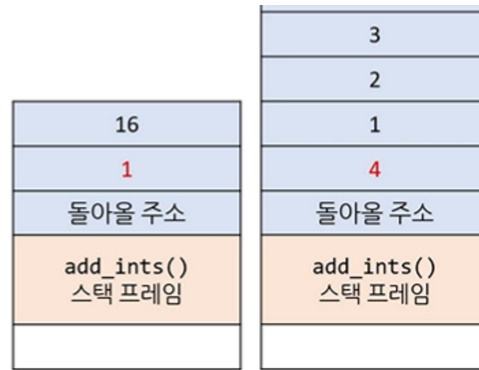 16
1
돌아올 주소
add_ints()
스택 프레임
3
2
1
4
돌아올 주소
add_ints()
스택 프레임